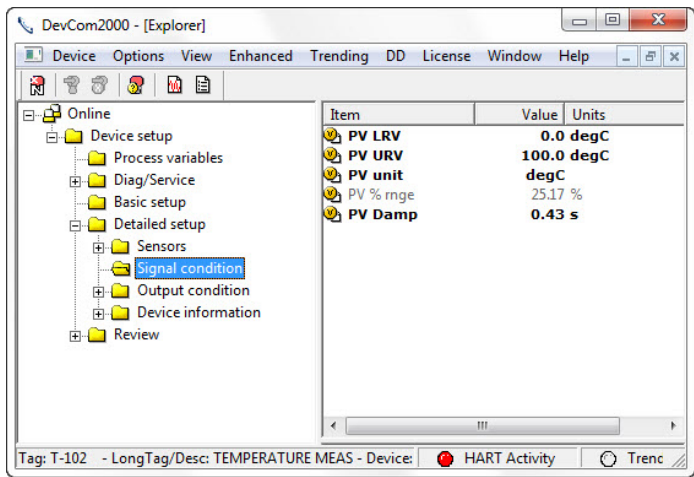 DevCom2000 - [Explorer]
Device Options View Enhanced Trending DD License Window Help
Online
Device setup
Process variables
Diag/Service
Basic setup
Detailed setup
Sensors
Signal condition
Output condition
Device information
Review
Item Value Units
PV LRV 0.0 degC
PV URV 100.0 degC
PV unit degC
PV % rnge 25.17 %
PV Damp 0.43 s
Tag: T-102 - LongTag/Desc: TEMPERATURE MEAS - Device: HART Activity Trenc